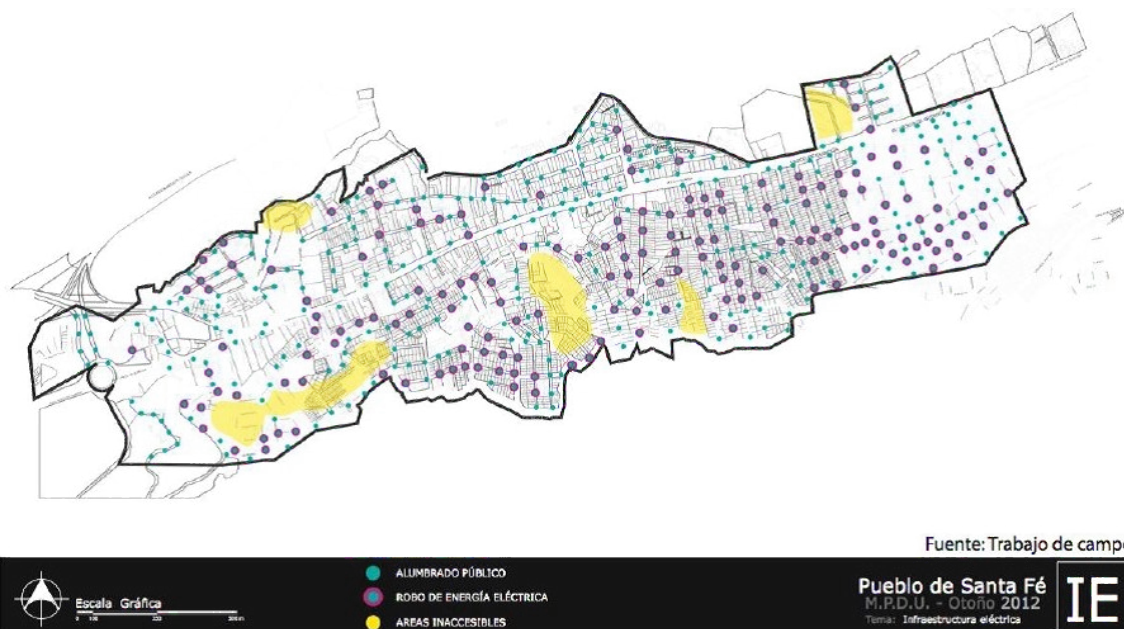 Fuente: Trabajo de campo
Escala Gráfica
ALUMBRADO PÚBLICO
ROBO DE ENERGÍA ELÉCTRICA
AREAS INACCESIBLES
Pueblo de Santa Fé
M.P.D.U. - Otoño 2012
Tema: Infraestructura eléctrica
IE